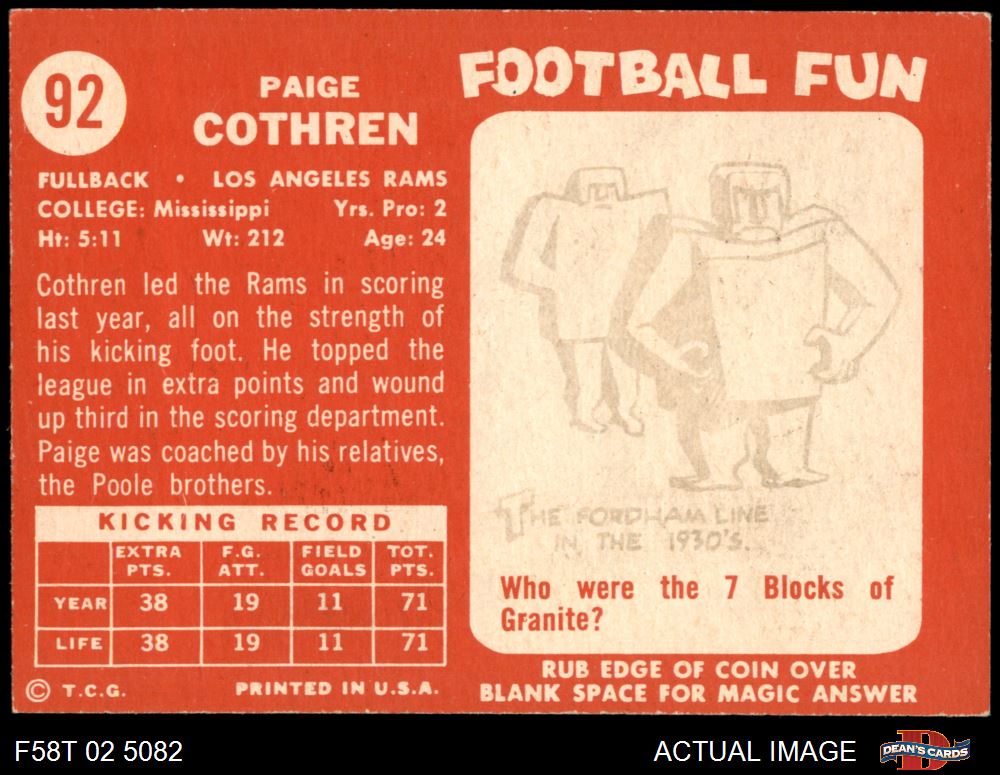 92
PAIGE
COTHREN
FULLBACK • LOS ANGELES RAMS
COLLEGE: Mississippi Yrs. Pro: 2
Ht: 5:11 Wt: 212 Age: 24
Cothren led the Rams in scoring
last year, all on the strength of
his kicking foot. He topped the
league in extra points and wound
up third in the scoring department.
Paige was coached by his relatives,
the Poole brothers.
KICKING RECORD
EXTRA PTS. F.G. ATT. FIELD GOALS TOT. PTS.
YEAR 38 19 11 71
LIFE 38 19 11 71
© T.C.G. PRINTED IN U.S.A.
FOOTBALL FUN
THE FORDHAM LINE
IN THE 1930'S.
Who were the 7 Blocks of
Granite?
RUB EDGE OF COIN OVER
BLANK SPACE FOR MAGIC ANSWER
F58T 02 5082
ACTUAL IMAGE
D
DEAN'S CARDS